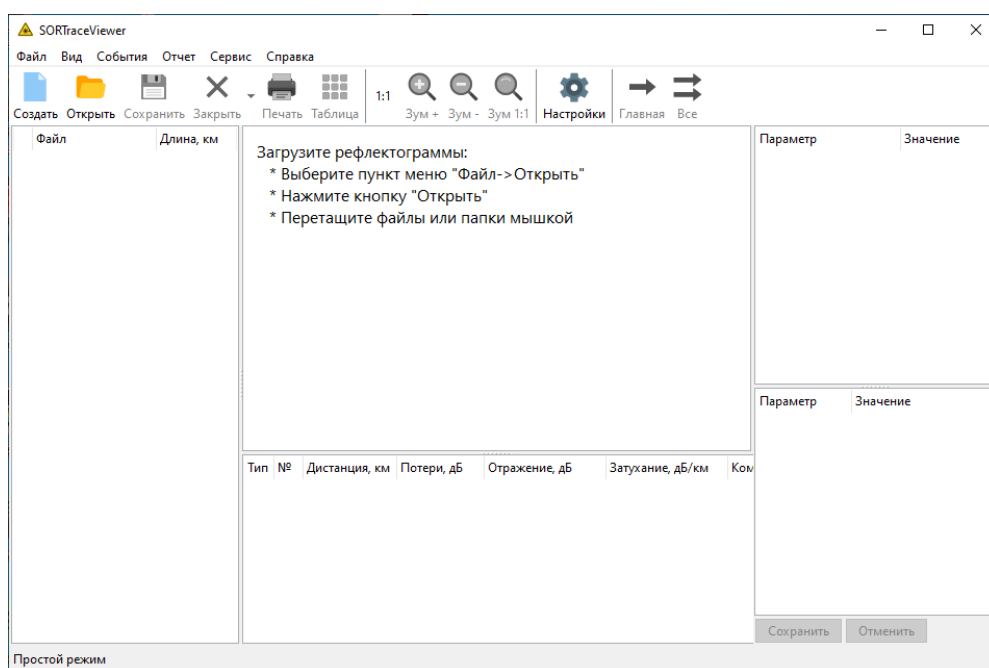 SORTraceViewer
Файл Вид События Отчет Сервис Справка
1:1
Создать Открыть Сохранить Закрыть Печать Таблица Зум + Зум - Зум 1:1 Настройки Главная Все
Файл Длина, км
Загрузите рефлектограммы:
* Выберите пункт меню "Файл->Открыть"
* Нажмите кнопку "Открыть"
* Перетащите файлы или папки мышкой
Параметр Значение
Параметр Значение
Тип № Дистанция, км Потери, дБ Отражение, дБ Затухание, дБ/км Ком
Сохранить Отменить
Простой режим